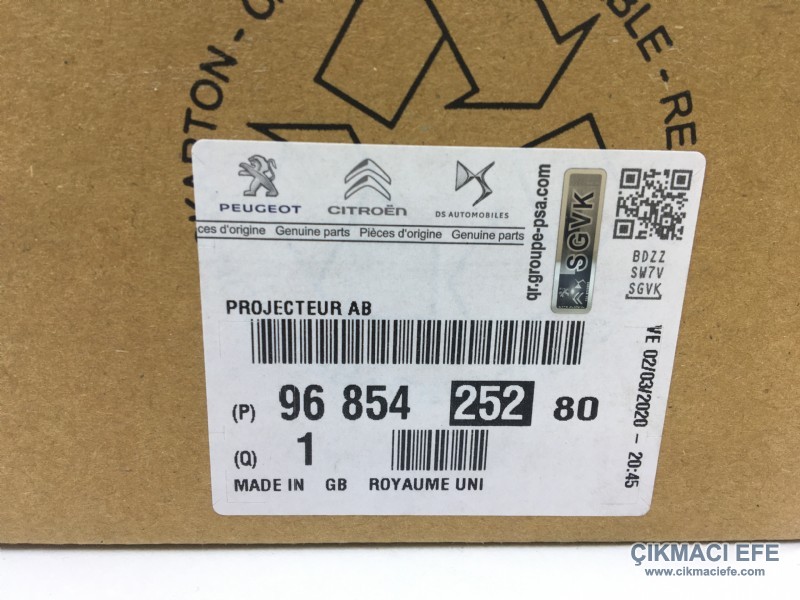 KARTON - 
BLE - RE
PEUGEOT CITROËN DS AUTOMOBILES
ces d'origine Genuine parts Pièces d'origine Genuine parts
qr.groupe-psa.com
SGVK
BDZZ
SW7V
SGVK
PROJECTEUR AB
(P) 96 854 252 80
(Q) 1
MADE IN GB ROYAUME UNI
VE 02/03/2020 - 20:45
ÇIKMACI EFE
www.cikmaciefe.com